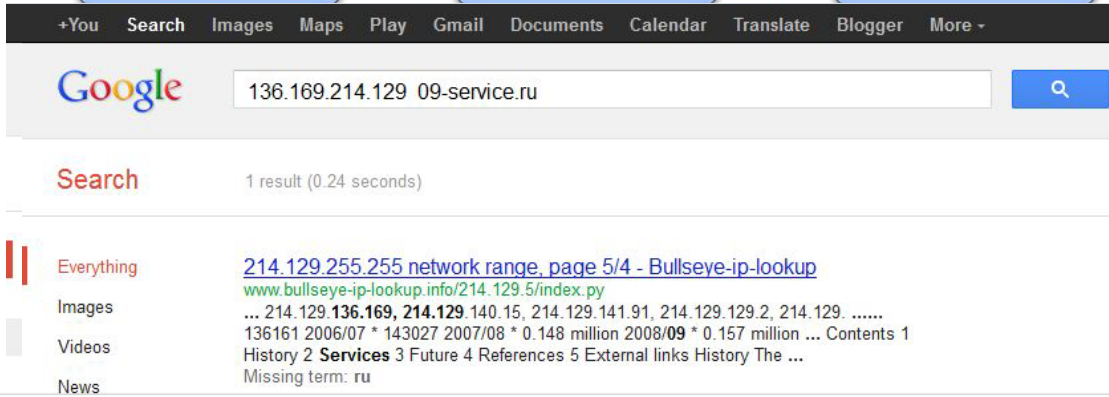 +You Search Images Maps Play Gmail Documents Calendar Translate Blogger More
Google 136.169.214.129 09-service.ru
Search 1 result (0.24 seconds)
Everything
Images
Videos
News
214.129.255.255 network range, page 5/4 - Bullseye-ip-lookup
www.bullseye-ip-lookup.info/214.129.5/index.py
... 214.129.136.169, 214.129.140.15, 214.129.141.91, 214.129.129.2, 214.129. ......
136161 2006/07 * 143027 2007/08 * 0.148 million 2008/09 * 0.157 million ... Contents 1
History 2 Services 3 Future 4 References 5 External links History The ...
Missing term: ru